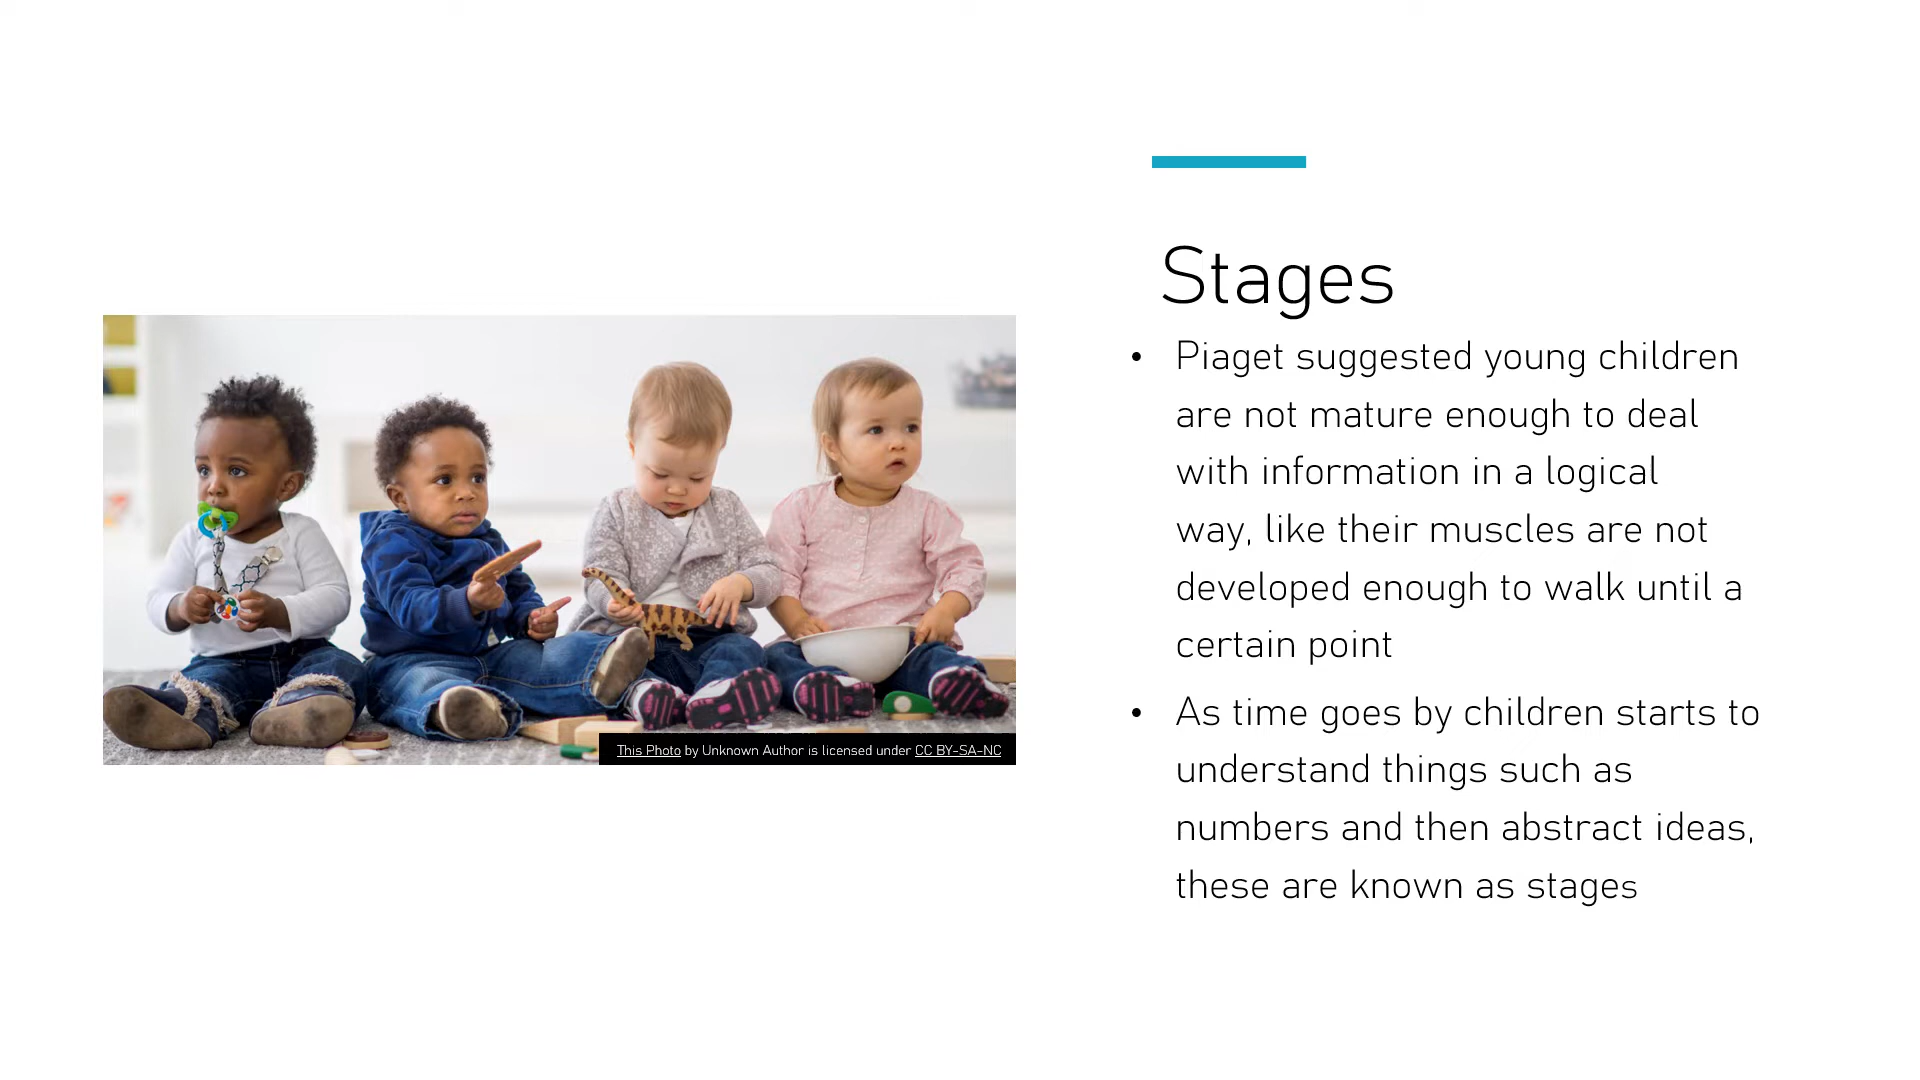 Stages
• Piaget suggested young children
are not mature enough to deal
with information in a logical
way, like their muscles are not
developed enough to walk until a
certain point
• As time goes by children starts to
understand things such as
numbers and then abstract ideas,
these are known as stages
This Photo by Unknown Author is licensed under CC BY-SA-NC